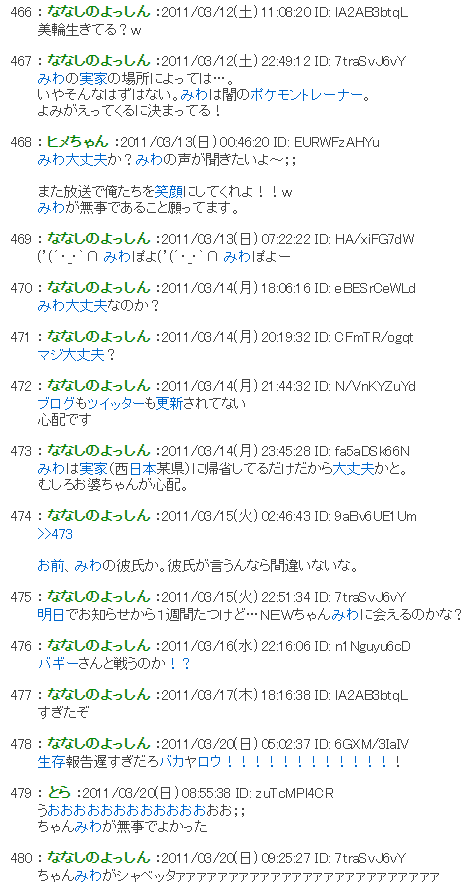 466 : ななしのよっしん : 2011/03/12(土) 11:08:20 ID: IA2AB3btqL
美輪生きてる？w
467 : ななしのよっしん : 2011/03/12(土) 22:49:12 ID: 7traSvJ6vY
みわの実家の場所によっては…。
いやそんなはずはない。みわは闇のポケモントレーナー。
よみがえってくるに決まってる！
468 : ヒメちゃん : 2011/03/13(日) 00:46:20 ID: EURWFzAHYu
みわ大丈夫か？みわの声が聞きたいよ～；；
また放送で俺たちを笑顔にしてくれよ！！w
みわが無事であること願ってます。
469 : ななしのよっしん : 2011/03/13(日) 07:22:22 ID: HA/xiFG7dW
('(´･_･｀∩ みわぽよ('(´･_･｀∩ みわぽよー
470 : ななしのよっしん : 2011/03/14(月) 18:06:16 ID: eBESrCeWLd
みわ大丈夫なのか？
471 : ななしのよっしん : 2011/03/14(月) 20:19:32 ID: CFmTR/ogqt
マジ大丈夫？
472 : ななしのよっしん : 2011/03/14(月) 21:44:32 ID: N/VnKYZuYd
ブログもツイッターも更新されてない
心配です
473 : ななしのよっしん : 2011/03/14(月) 23:45:28 ID: fa5aDSk66N
みわは実家（西日本某県）に帰省してるだけだから大丈夫かと。
むしろお婆ちゃんが心配。
474 : ななしのよっしん : 2011/03/15(火) 02:46:43 ID: 9aBv6UE1Um
>>473
お前、みわの彼氏か。彼氏が言うんなら間違いないな。
475 : ななしのよっしん : 2011/03/15(火) 22:51:34 ID: 7traSvJ6vY
明日でお知らせから１週間たつけど…NEWちゃんみわに会えるのかな？
476 : ななしのよっしん : 2011/03/16(水) 22:16:06 ID: n1Nguyu6cD
バギーさんと戦うのか！？
477 : ななしのよっしん : 2011/03/17(木) 18:16:38 ID: IA2AB3btqL
すぎたぞ
478 : ななしのよっしん : 2011/03/20(日) 05:02:37 ID: 6GXM/3IaIV
生存報告遅すぎだろバカヤロウ！！！！！！！！！！！！！！
479 : とら : 2011/03/20(日) 08:55:38 ID: zuTcMPl4CR
うおおおおおおおおおおおおおお；；
ちゃんみわが無事でよかった
480 : ななしのよっしん : 2011/03/20(日) 09:25:27 ID: 7traSvJ6vY
ちゃんみわがシャベッタァァァァァァァァァァァァァァァァァァァァ